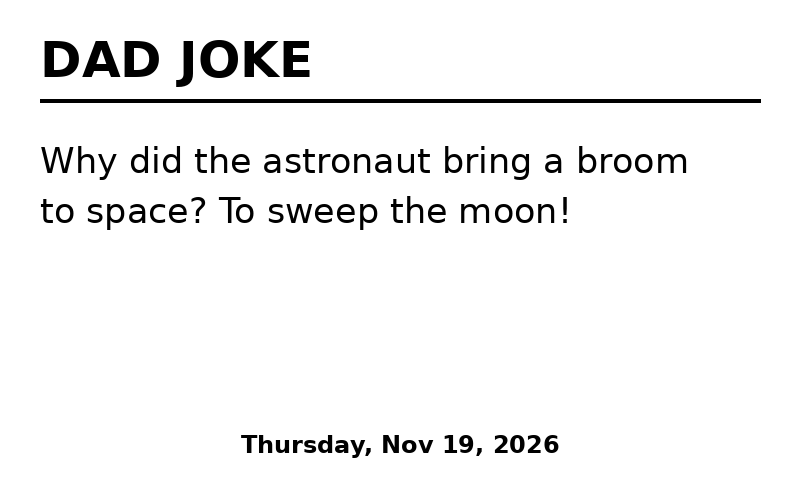 DAD JOKE
Why did the astronaut bring a broom
to space? To sweep the moon!
Thursday, Nov 19, 2026